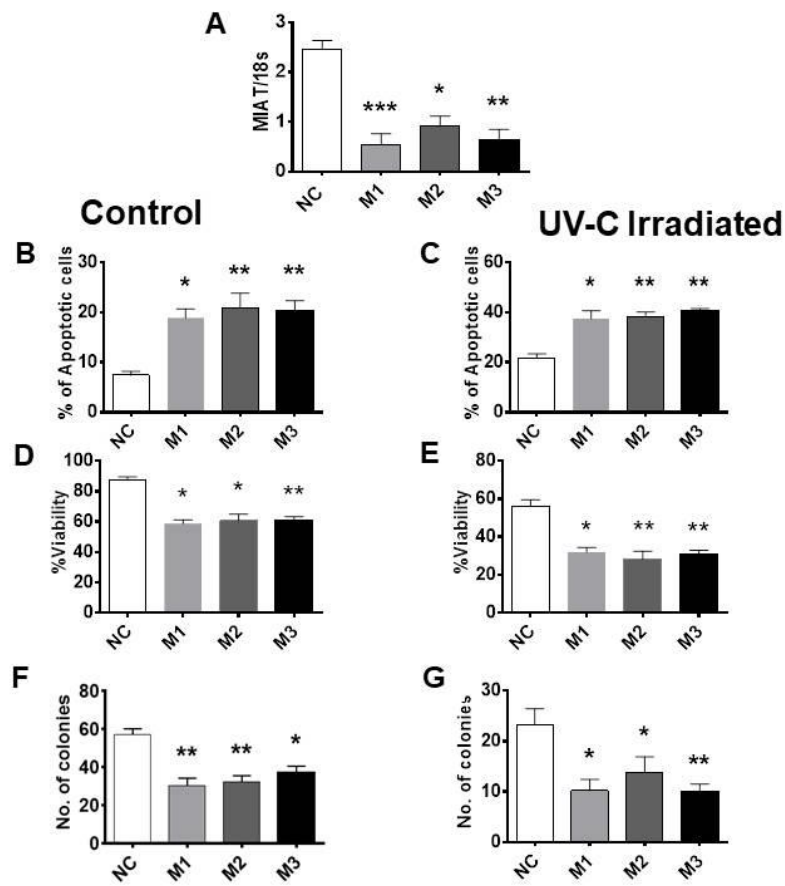 A
MIAT/18s
3
2
1
0
***
*
**
NC
M1
M2
M3
Control
UV-C Irradiated
B
% of Apoptotic cells
30
20
10
0
*
**
**
NC
M1
M2
M3
C
% of Apoptotic cells
60
40
20
0
*
**
**
NC
M1
M2
M3
D
%Viability
100
80
60
40
20
0
*
*
**
NC
M1
M2
M3
E
%Viability
80
60
40
20
0
*
**
**
NC
M1
M2
M3
F
No. of colonies
60
40
20
0
**
**
*
NC
M1
M2
M3
G
No. of colonies
30
20
10
0
*
*
**
NC
M1
M2
M3